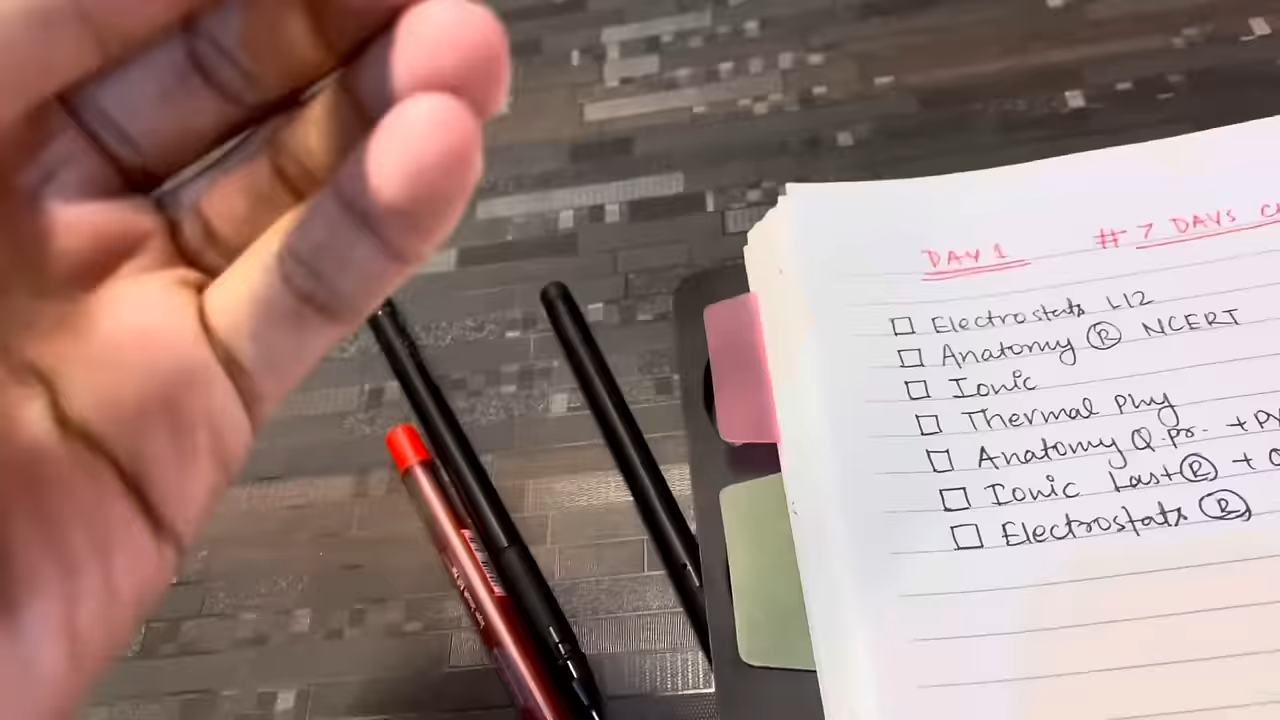 DAY 1 # 7 DAYS
Electrostats L12
Anatomy Ⓡ NCERT
Ionic
Thermal Phy
Anatomy Q.Pr. +
Ionic Last Ⓡ +
Electrostats Ⓡ